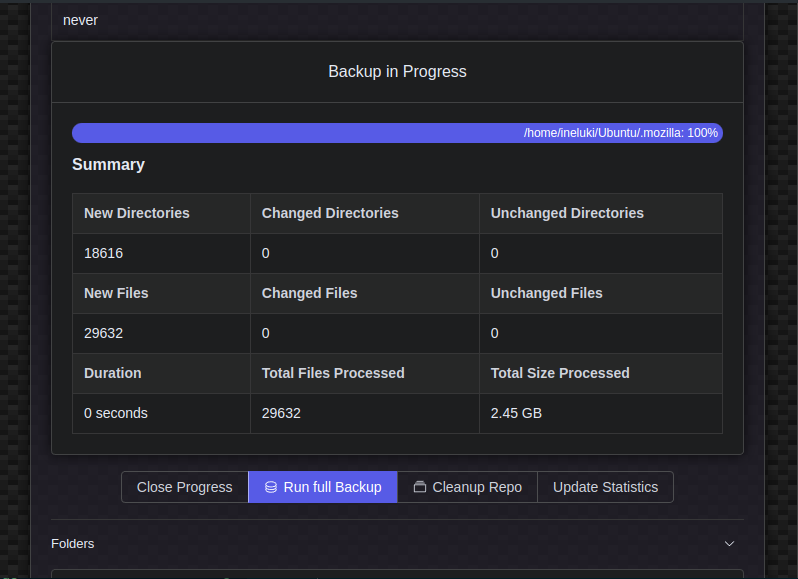 never
Backup in Progress
/home/ineluki/Ubuntu/.mozilla: 100%
Summary
New Directories Changed Directories Unchanged Directories
18616 0 0
New Files Changed Files Unchanged Files
29632 0 0
Duration Total Files Processed Total Size Processed
0 seconds 29632 2.45 GB
Close Progress Run full Backup Cleanup Repo Update Statistics
Folders